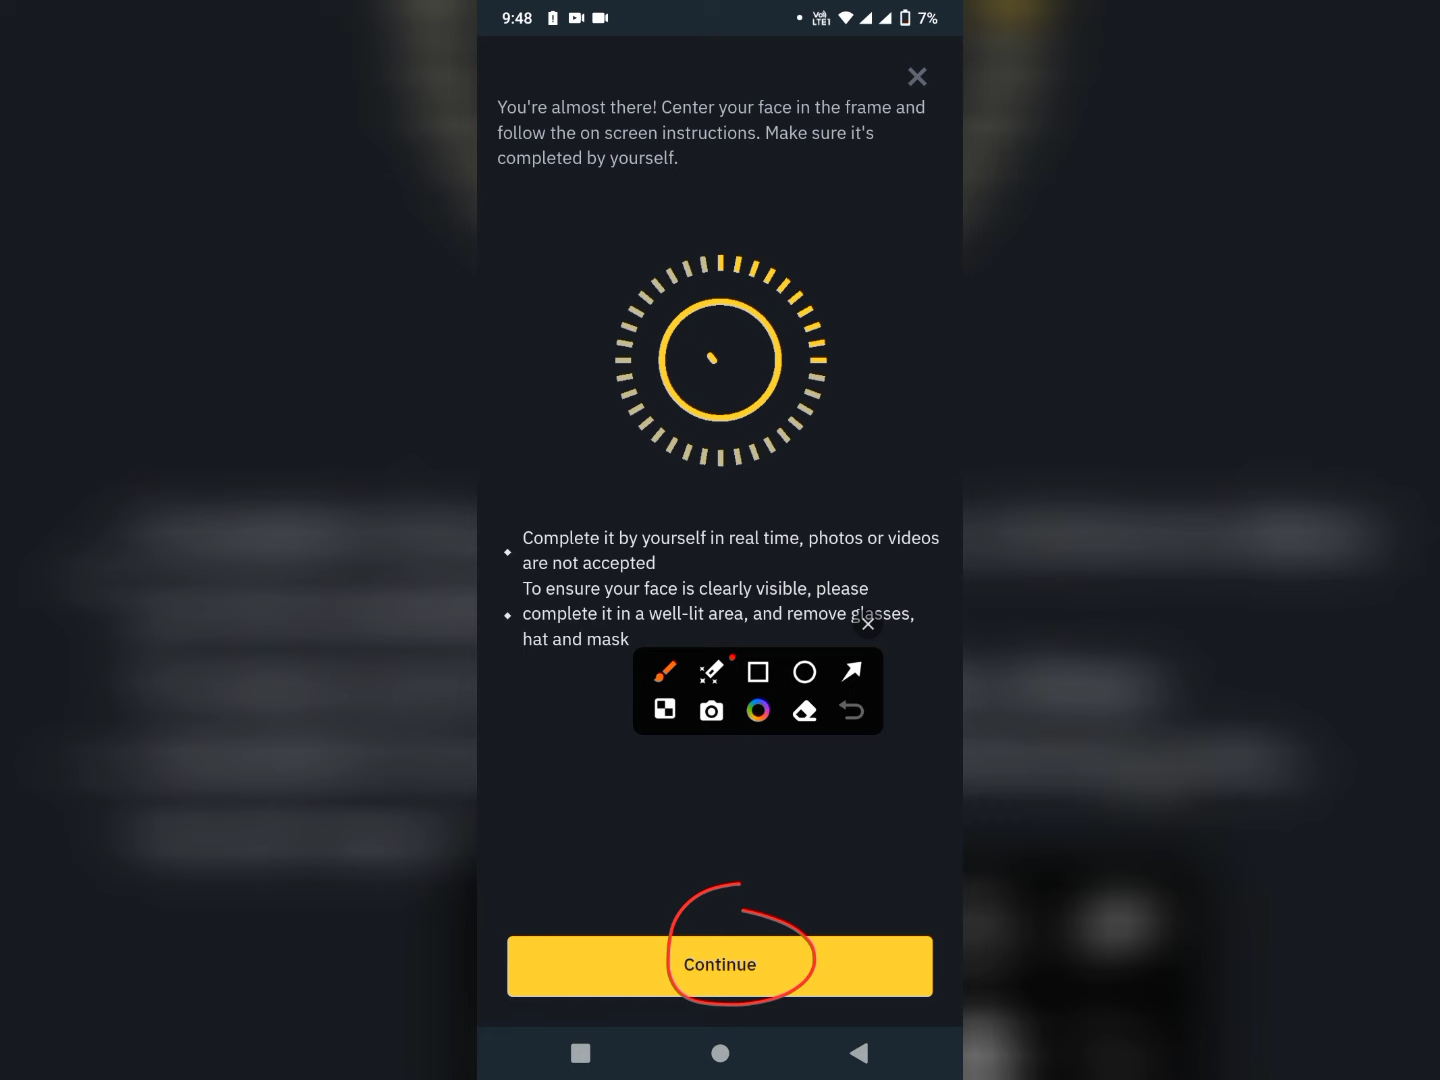 9:48
Vo))
LTE1
7%
You're almost there! Center your face in the frame and
follow the on screen instructions. Make sure it's
completed by yourself.
Complete it by yourself in real time, photos or videos
are not accepted
To ensure your face is clearly visible, please
complete it in a well-lit area, and remove glasses,
hat and mask
Continue